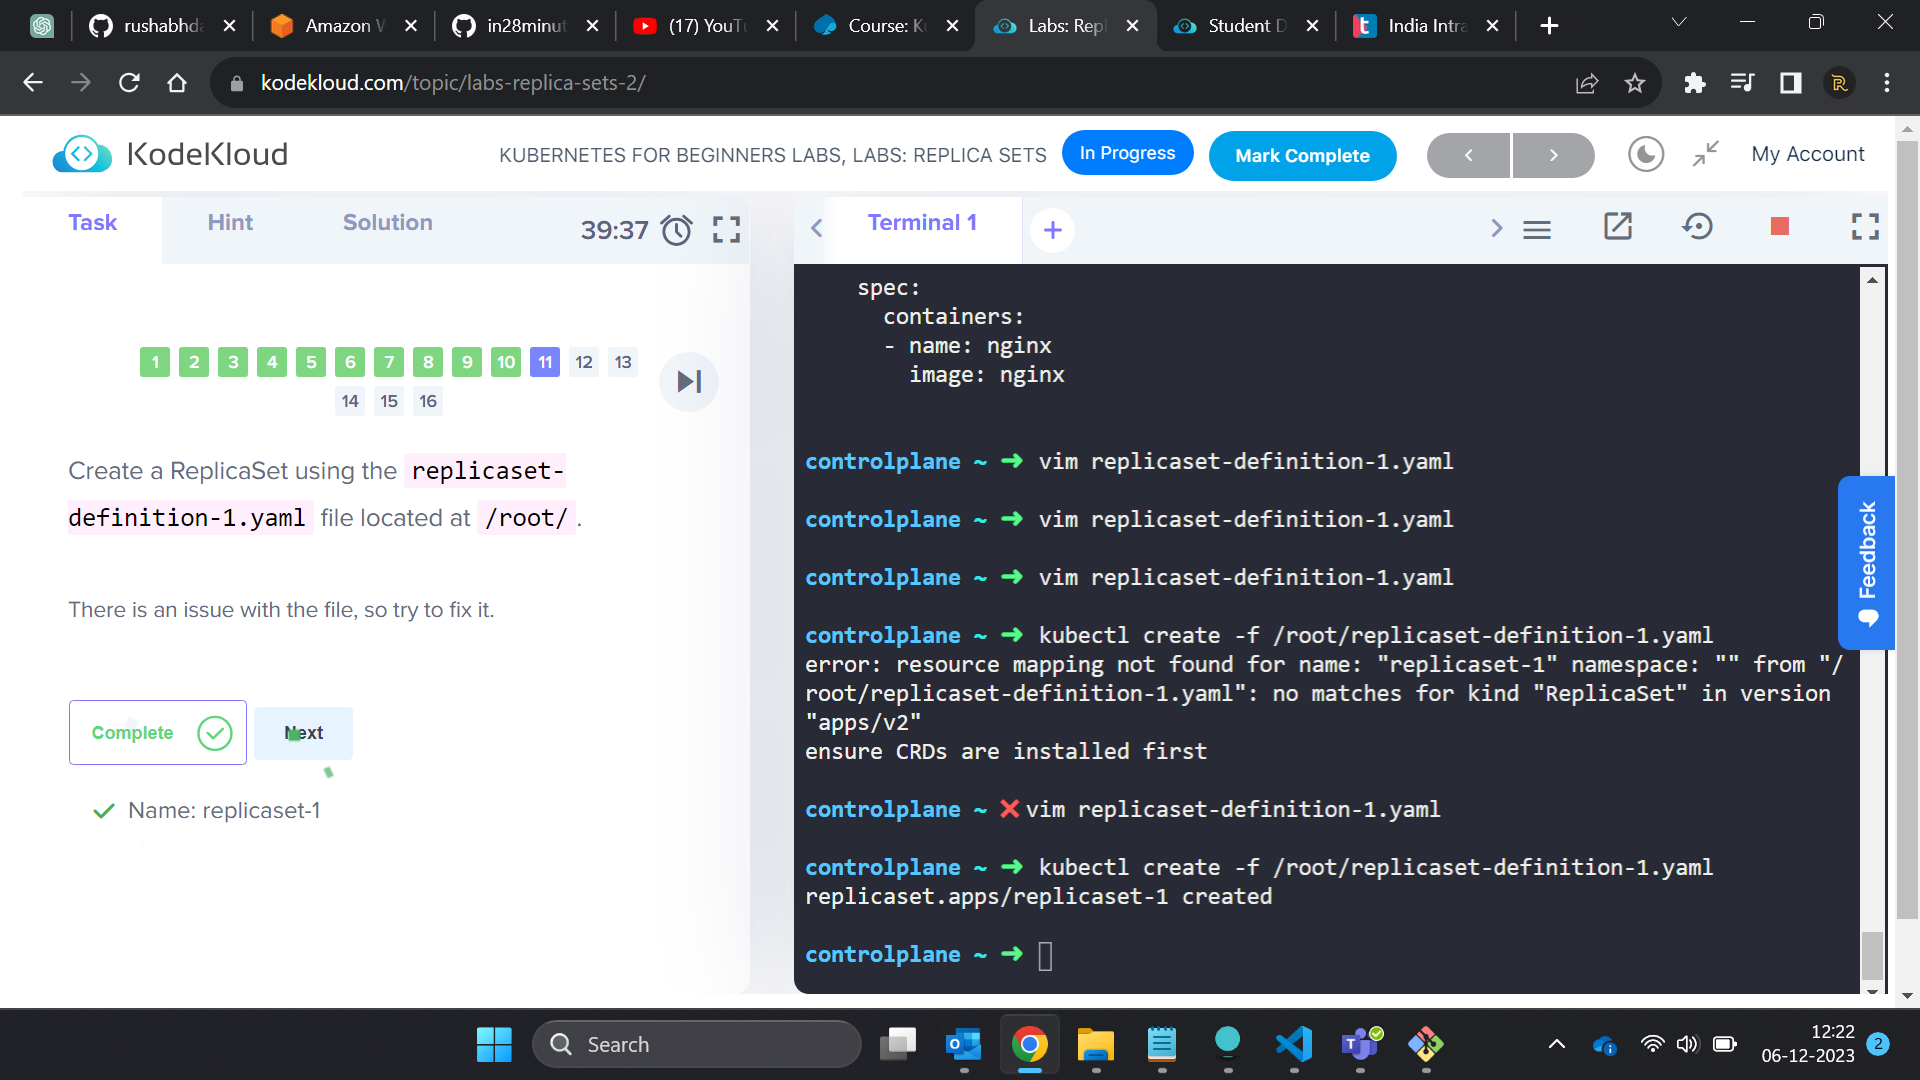 rushabhda
Amazon W
in28minut
(17) YouTu
Course: Ku
Labs: Repl
Student D
India Intra
kodekloud.com/topic/labs-replica-sets-2/
R
KodeKloud
KUBERNETES FOR BEGINNERS LABS, LABS: REPLICA SETS
In Progress
Mark Complete
My Account
Task
Hint
Solution
39:37
Terminal 1
1 2 3 4 5 6 7 8 9 10 11 12 13
14 15 16
Create a ReplicaSet using the replicaset-
definition-1.yaml file located at /root/ .
There is an issue with the file, so try to fix it.
Complete
Next
Name: replicaset-1
spec:
containers:
- name: nginx
image: nginx
controlplane ~ ➜ vim replicaset-definition-1.yaml
controlplane ~ ➜ vim replicaset-definition-1.yaml
controlplane ~ ➜ vim replicaset-definition-1.yaml
controlplane ~ ➜ kubectl create -f /root/replicaset-definition-1.yaml
error: resource mapping not found for name: "replicaset-1" namespace: "" from "/
root/replicaset-definition-1.yaml": no matches for kind "ReplicaSet" in version
"apps/v2"
ensure CRDs are installed first
controlplane ~ ✖ vim replicaset-definition-1.yaml
controlplane ~ ➜ kubectl create -f /root/replicaset-definition-1.yaml
replicaset.apps/replicaset-1 created
controlplane ~ ➜
Feedback
Search
12:22
06-12-2023
2